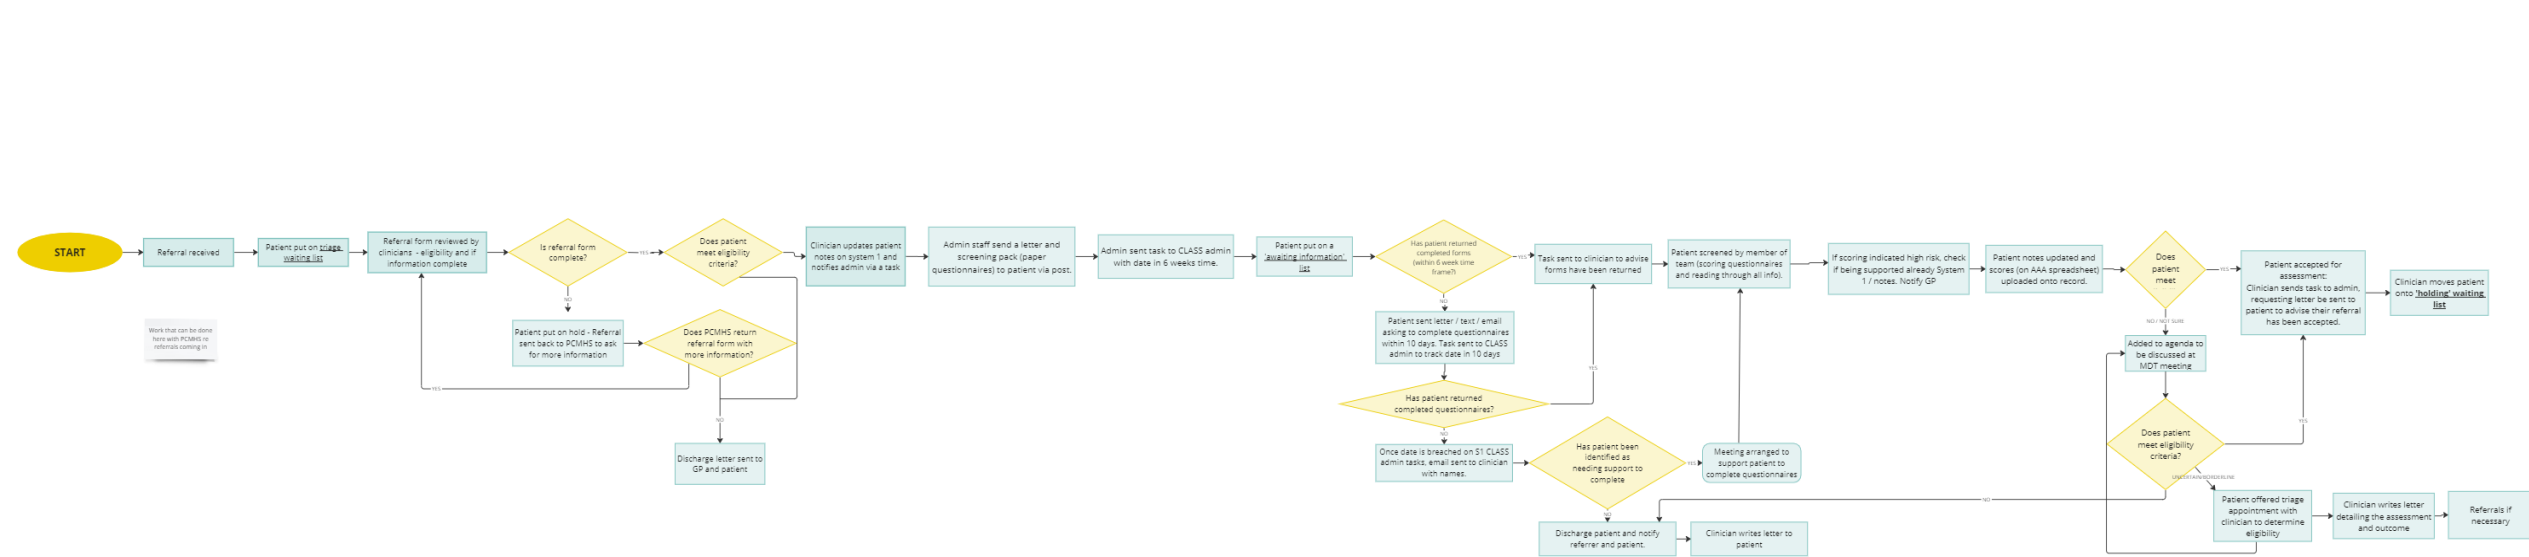 START
Referral received
Patient put on triage
waiting list
Referral form reviewed by
clinicians - eligibility and if
information complete
Is referral form
complete?
YES
Does patient
meet eligibility
criteria?
Clinician updates patient
notes on system 1 and
notifies admin via a task
Admin staff send a letter and
screening pack (paper
questionnaires) to patient via post.
Admin sent task to CLASS admin
with date in 6 weeks time.
Patient put on a
'awaiting information'
list
Has patient returned
completed forms
(within 6 week time
frame?)
YES
Task sent to clinician to advise
forms have been returned
Patient screened by member of
team (scoring questionnaires
and reading through all info).
If scoring indicated high risk, check
if being supported already System
1 / notes. Notify GP
Patient notes updated and
scores (on AAA spreadsheet)
uploaded onto record.
Does
patient
meet
YES
Patient accepted for
assessment:
Clinician sends task to admin,
requesting letter be sent to
patient to advise their referral
has been accepted.
Clinician moves patient
onto 'holding' waiting
list
NO
Work that can be done
here with PCMHS re
referrals coming in
Patient put on hold - Referral
sent back to PCMHS to ask
for more information
Does PCMHS return
referral form with
more information?
YES
NO
Discharge letter sent to
GP and patient
NO
Patient sent letter / text / email
asking to complete questionnaires
within 10 days. Task sent to CLASS
admin to track date in 10 days
YES
Has patient returned
completed questionnaires?
NO
Once date is breached on S1 CLASS
admin tasks, email sent to clinician
with names.
Has patient been
identified as
needing support to
complete
YES
Meeting arranged to
support patient to
complete questionnaires
NO
Discharge patient and notify
referrer and patient.
Clinician writes letter to
patient
NO / NOT SURE
Added to agenda to
be discussed at
MDT meeting
Does patient
meet eligibility
criteria?
YES
UNCERTAIN/BORDERLINE
NO
Patient offered triage
appointment with
clinician to determine
eligibility
Clinician writes letter
detailing the assessment
and outcome
Referrals if
necessary